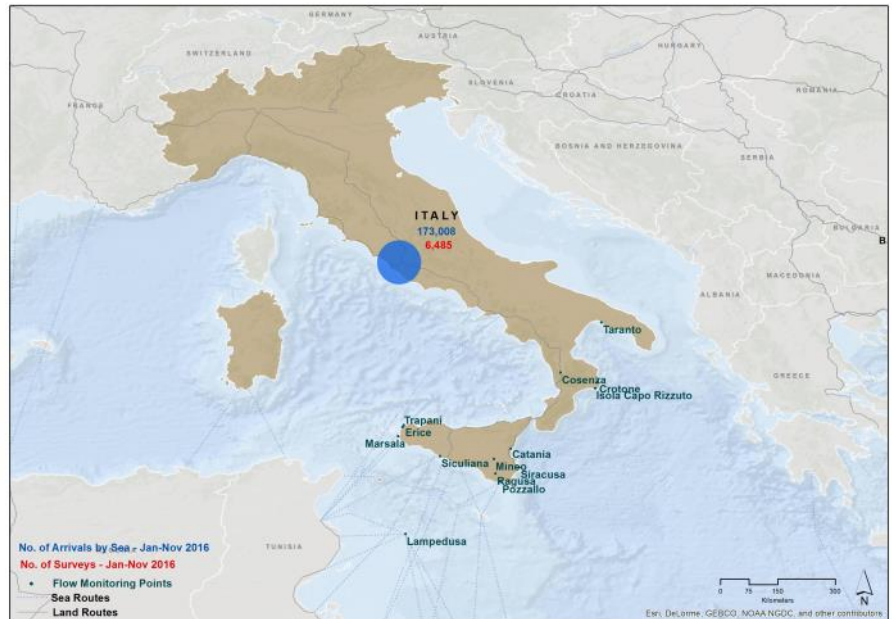 GERMANY
AUSTRIA
SWITZERLAND
HUNGARY
SLOVENIA
ROMANIA
CROATIA
FRANCE
BOSNIA AND HERZEGOVINA
SERBIA
ITALY
173,008
6,485
BULGARIA
B
MACEDONIA
ALBANIA
Taranto
GREECE
Cosenza
Crotone
Isola Capo Rizzuto
Trapani
Erice
Marsala
Catania
Siculiana
Mineo
Siracusa
Ragusa
Pozzallo
Lampedusa
TUNISIA
No. of Arrivals by Sea - Jan-Nov 2016
No. of Surveys - Jan-Nov 2016
Flow Monitoring Points
Sea Routes
Land Routes
0 75 150 300
Kilometers
N
Esri, DeLorme, GEBCO, NOAA NGDC, and other contributors